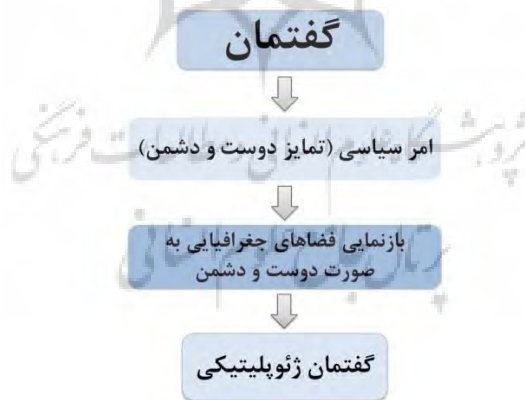 گفتمان
امر سیاسی (تمایز دوست و دشمن)
بازنمایی فضاهای جغرافیایی به
صورت دوست و دشمن
گفتمان ژئوپلیتیکی